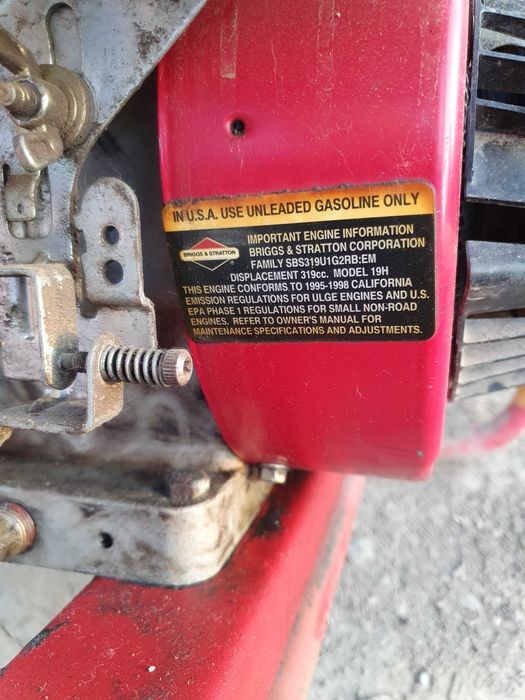 IN U.S.A. USE UNLEADED GASOLINE ONLY
BRIGGS & STRATTON
IMPORTANT ENGINE INFORMATION
BRIGGS & STRATTON CORPORATION
FAMILY SBS319U1G2RB:EM
DISPLACEMENT 319cc. MODEL 19H
THIS ENGINE CONFORMS TO 1995-1998 CALIFORNIA
EMISSION REGULATIONS FOR ULGE ENGINES AND U.S.
EPA PHASE 1 REGULATIONS FOR SMALL NON-ROAD
ENGINES. REFER TO OWNER'S MANUAL FOR
MAINTENANCE SPECIFICATIONS AND ADJUSTMENTS.